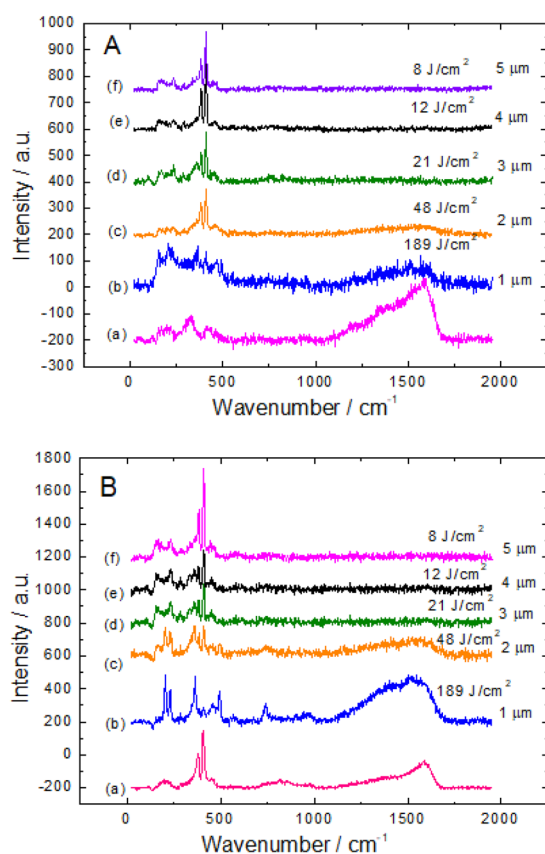 A
1000
900
800
700
600
500
400
300
200
100
0
-100
-200
-300
Intensity / a.u.
(f) 8 J/cm² 5 μm
(e) 12 J/cm² 4 μm
(d) 21 J/cm² 3 μm
(c) 48 J/cm² 2 μm
(b) 189 J/cm² 1 μm
(a)
0 500 1000 1500 2000
Wavenumber / cm⁻¹
B
1800
1600
1400
1200
1000
800
600
400
200
0
-200
Intensity / a.u.
(f) 8 J/cm² 5 μm
(e) 12 J/cm² 4 μm
(d) 21 J/cm² 3 μm
(c) 48 J/cm² 2 μm
(b) 189 J/cm² 1 μm
(a)
0 500 1000 1500 2000
Wavenumber / cm⁻¹